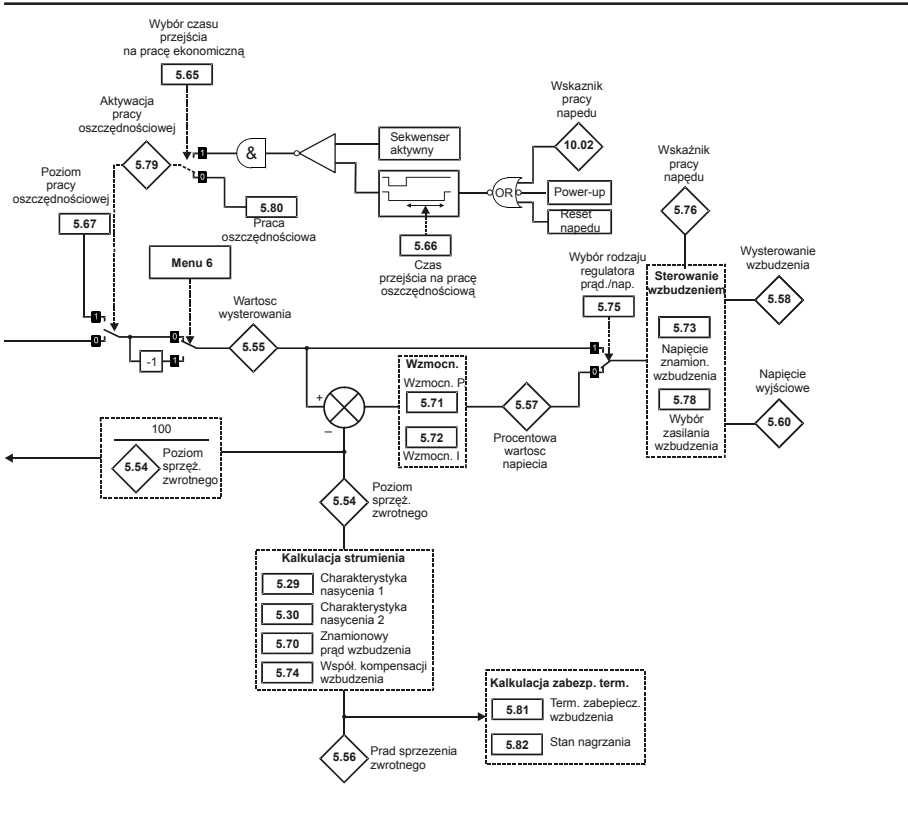 Wybór czasu
przejścia
na pracę ekonomiczną
5.65
Aktywacja
pracy
oszczędnościowej
5.79
1
0
&
Sekwenser
aktywny
5.80
Praca
oszczędnościowa
OR
Wskaznik
pracy
napedu
10.02
Power-up
Reset
napedu
5.66
Czas
przejścia na pracę
oszczędnościową
Poziom
pracy
oszczędnościowej
5.67
1
0
Menu 6
-1
0
1
Wartosc
wysterowania
5.55
Wskaźnik
pracy
napędu
5.76
Wybór rodzaju
regulatora
prąd./nap.
5.75
1
0
Sterowanie
wzbudzeniem
5.73
Napięcie
znamion.
wzbudzenia
5.78
Wybór
zasilania
wzbudzenia
Wysterowanie
wzbudzenia
5.58
Napięcie
wyjściowe
5.60
+
–
Wzmocn.
Wzmocn. P
5.71
5.72
Wzmocn. I
5.57
Procentowa
wartosc
napiecia
100
5.54
Poziom
sprzęż.
zwrotnego
5.54
Poziom
sprzęż.
zwrotnego
Kalkulacja strumienia
5.29
Charakterystyka
nasycenia 1
5.30
Charakterystyka
nasycenia 2
5.70
Znamionowy
prąd wzbudzenia
5.74
Współ. kompensacji
wzbudzenia
Kalkulacja zabezp. term.
5.81
Term. zabepiecz.
wzbudzenia
5.82
Stan nagrzania
5.56
Prad sprzezenia
zwrotnego